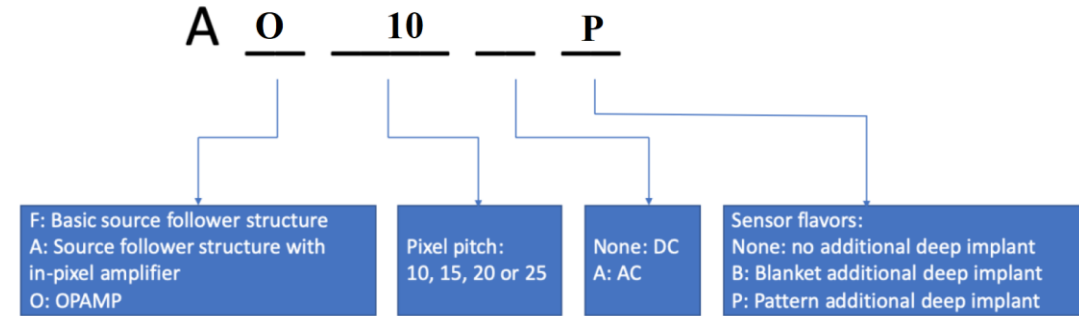 A O 10 P
F: Basic source follower structure
A: Source follower structure with
in-pixel amplifier
O: OPAMP
Pixel pitch:
10, 15, 20 or 25
None: DC
A: AC
Sensor flavors:
None: no additional deep implant
B: Blanket additional deep implant
P: Pattern additional deep implant